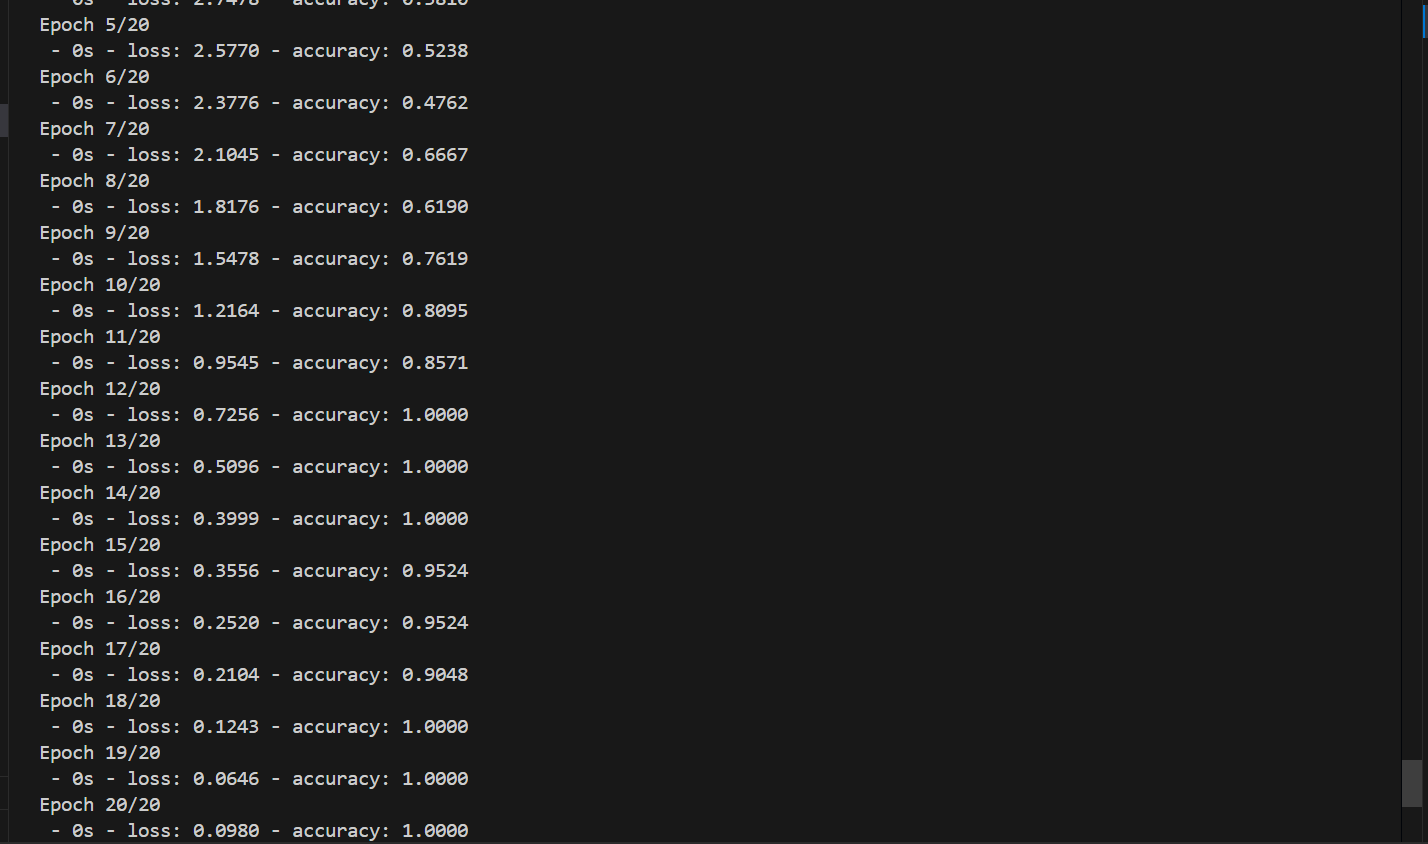 - 0s - loss: 2.7478 - accuracy: 0.3810
Epoch 5/20
- 0s - loss: 2.5770 - accuracy: 0.5238
Epoch 6/20
- 0s - loss: 2.3776 - accuracy: 0.4762
Epoch 7/20
- 0s - loss: 2.1045 - accuracy: 0.6667
Epoch 8/20
- 0s - loss: 1.8176 - accuracy: 0.6190
Epoch 9/20
- 0s - loss: 1.5478 - accuracy: 0.7619
Epoch 10/20
- 0s - loss: 1.2164 - accuracy: 0.8095
Epoch 11/20
- 0s - loss: 0.9545 - accuracy: 0.8571
Epoch 12/20
- 0s - loss: 0.7256 - accuracy: 1.0000
Epoch 13/20
- 0s - loss: 0.5096 - accuracy: 1.0000
Epoch 14/20
- 0s - loss: 0.3999 - accuracy: 1.0000
Epoch 15/20
- 0s - loss: 0.3556 - accuracy: 0.9524
Epoch 16/20
- 0s - loss: 0.2520 - accuracy: 0.9524
Epoch 17/20
- 0s - loss: 0.2104 - accuracy: 0.9048
Epoch 18/20
- 0s - loss: 0.1243 - accuracy: 1.0000
Epoch 19/20
- 0s - loss: 0.0646 - accuracy: 1.0000
Epoch 20/20
- 0s - loss: 0.0980 - accuracy: 1.0000